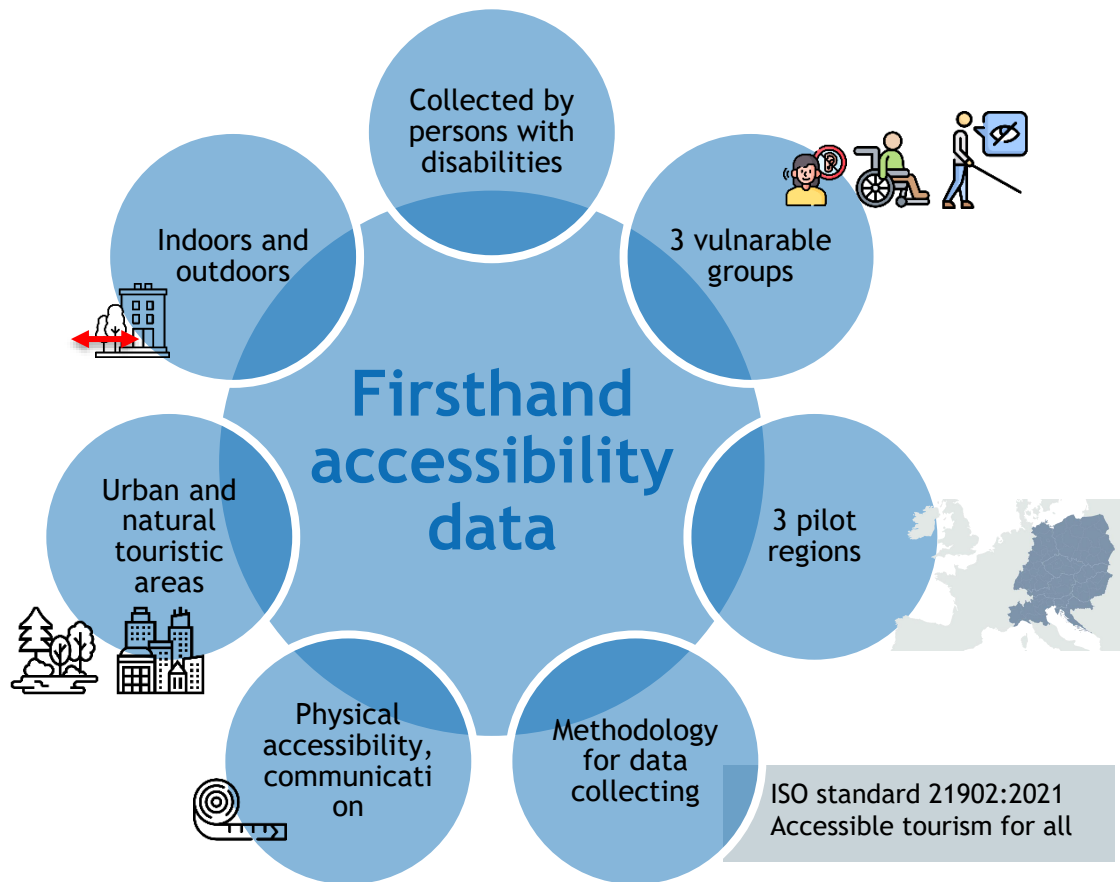 Collected by
persons with
disabilities
3 vulnarable
groups
3 pilot
regions
Methodology
for data
collecting
ISO standard 21902:2021
Accessible tourism for all
Physical
accessibility,
communicati
on
Urban and
natural
touristic
areas
Indoors and
outdoors
Firsthand
accessibility
data